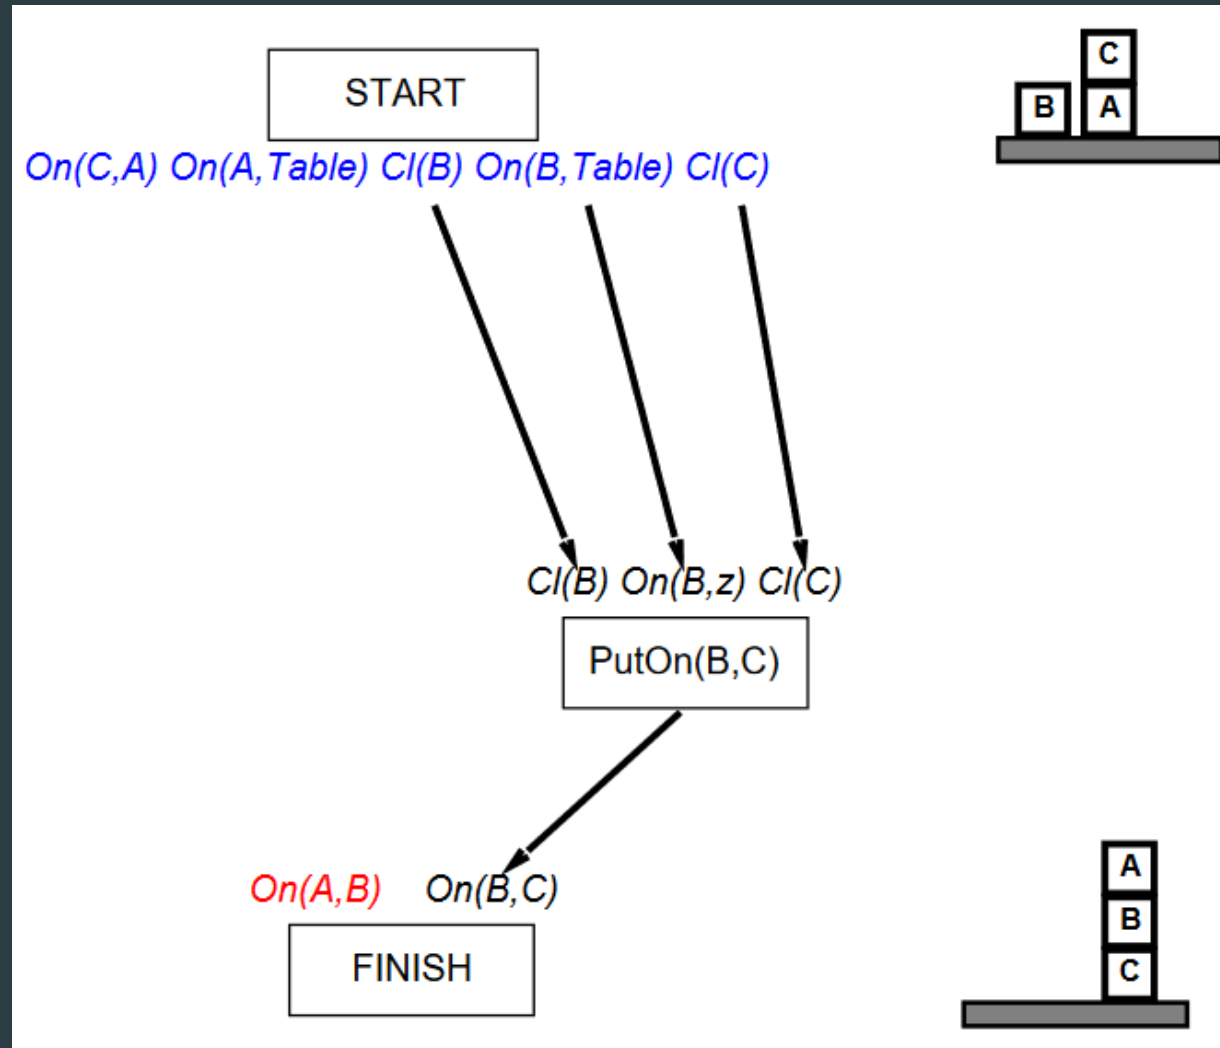 START
On(C,A) On(A,Table) Cl(B) On(B,Table) Cl(C)
C
B A
Cl(B) On(B,z) Cl(C)
PutOn(B,C)
On(A,B) On(B,C)
FINISH
A
B
C